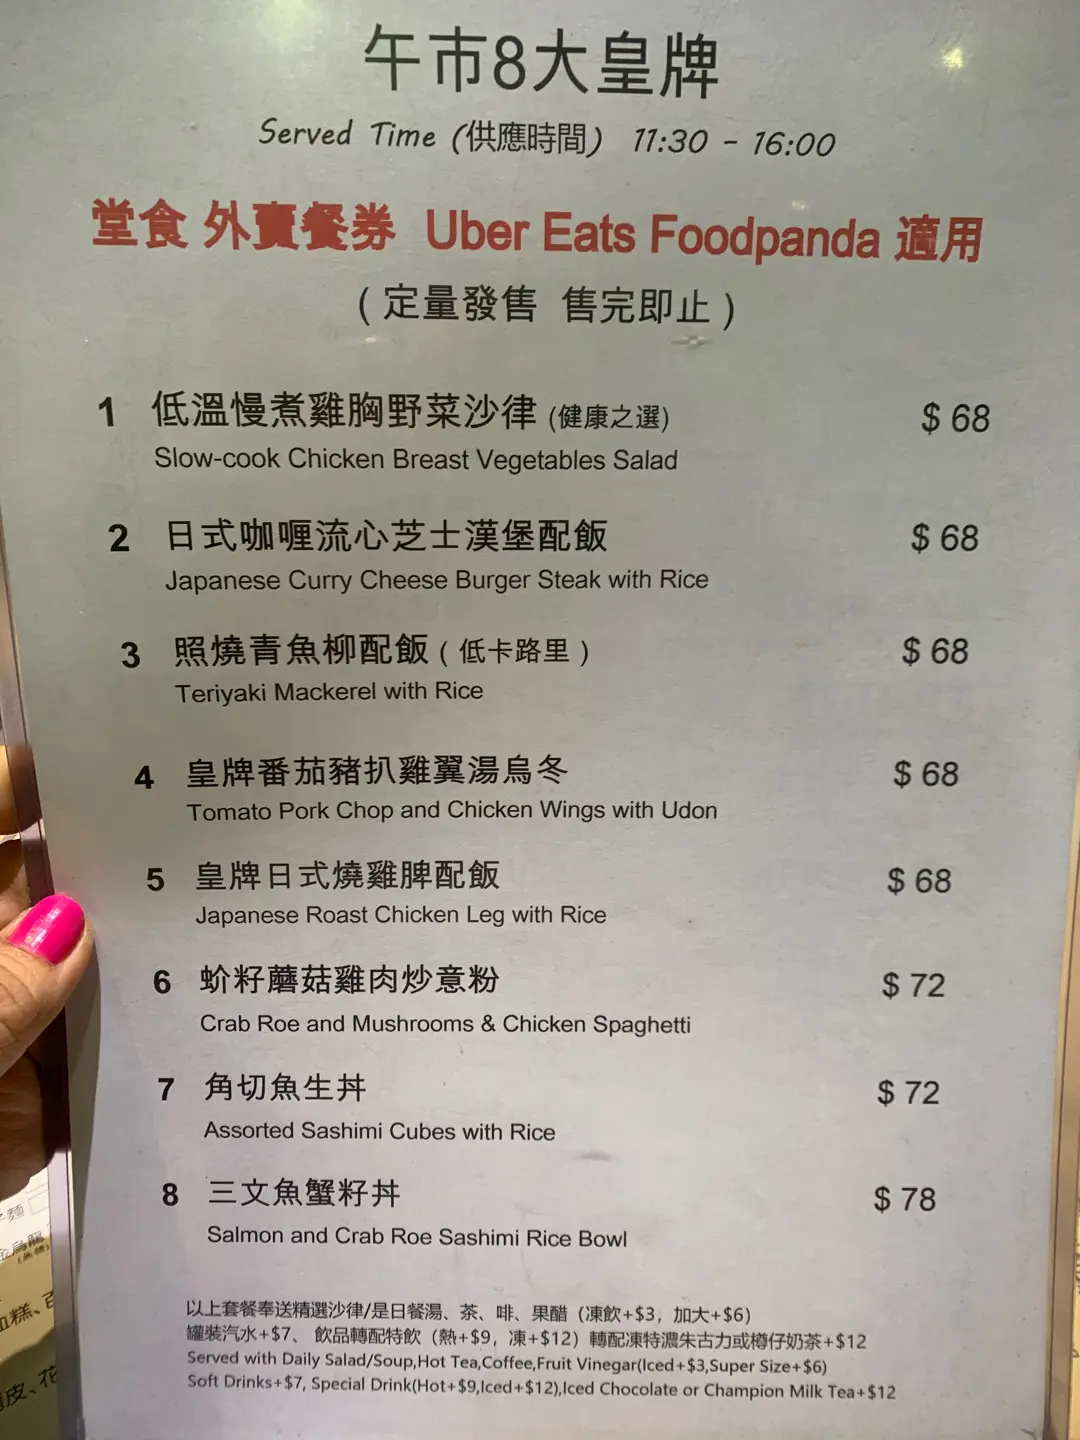 午市8大皇牌
Served Time (供應時間) 11:30 - 16:00
堂食 外賣餐券 Uber Eats Foodpanda 適用
( 定量發售 售完即止 )
1 低溫慢煮雞胸野菜沙律 (健康之選) $ 68
Slow-cook Chicken Breast Vegetables Salad
2 日式咖喱流心芝士漢堡配飯 $ 68
Japanese Curry Cheese Burger Steak with Rice
3 照燒青魚柳配飯 ( 低卡路里 ) $ 68
Teriyaki Mackerel with Rice
4 皇牌番茄豬扒雞翼湯烏冬 $ 68
Tomato Pork Chop and Chicken Wings with Udon
5 皇牌日式燒雞脾配飯 $ 68
Japanese Roast Chicken Leg with Rice
6 蚧籽蘑菇雞肉炒意粉 $ 72
Crab Roe and Mushrooms & Chicken Spaghetti
7 角切魚生丼 $ 72
Assorted Sashimi Cubes with Rice
8 三文魚蟹籽丼 $ 78
Salmon and Crab Roe Sashimi Rice Bowl
以上套餐奉送精選沙律/是日餐湯、茶、啡、果醋（凍飲+$3，加大+$6）
罐裝汽水+$7、 飲品轉配特飲（熱+$9，凍+$12）轉配凍特濃朱古力或樽仔奶茶+$12
Served with Daily Salad/Soup,Hot Tea,Coffee,Fruit Vinegar(Iced+$3,Super Size+$6)
Soft Drinks+$7, Special Drink(Hot+$9,Iced+$12),Iced Chocolate or Champion Milk Tea+$12